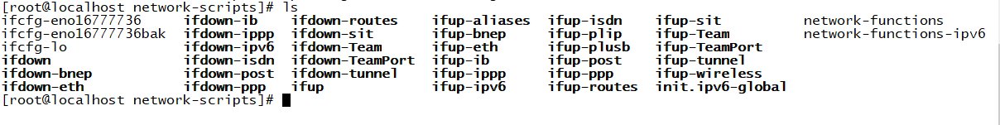 [root@localhost network-scripts]# ls
ifcfg-eno16777736 ifdown-ib ifdown-routes ifup-aliases ifup-isdn ifup-sit network-functions
ifcfg-eno16777736bak ifdown-ippp ifdown-sit ifup-bnep ifup-plip ifup-Team network-functions-ipv6
ifcfg-lo ifdown-ipv6 ifdown-Team ifup-eth ifup-plusb ifup-TeamPort
ifdown ifdown-isdn ifdown-TeamPort ifup-ib ifup-post ifup-tunnel
ifdown-bnep ifdown-post ifdown-tunnel ifup-ippp ifup-ppp ifup-wireless
ifdown-eth ifdown-ppp ifup ifup-ipv6 ifup-routes init.ipv6-global
[root@localhost network-scripts]#